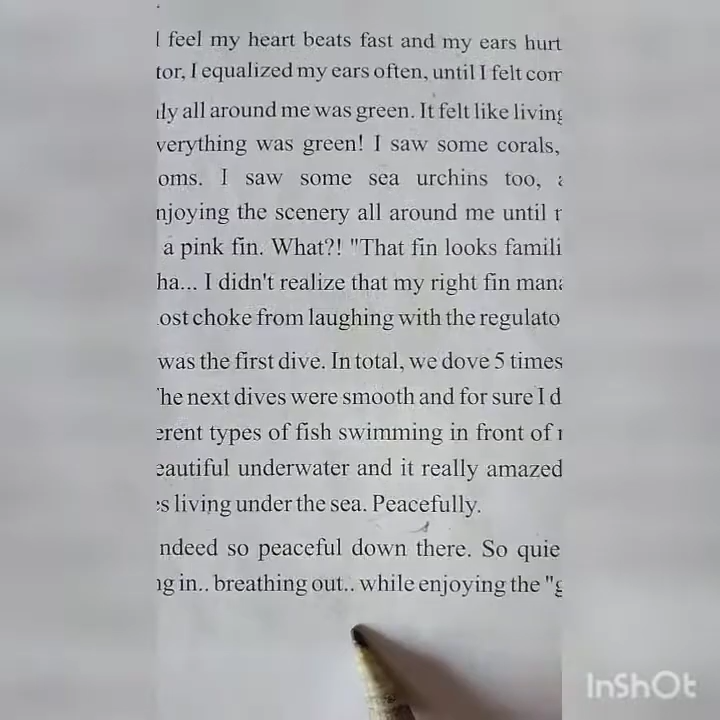 I feel my heart beats fast and my ears hurt
tor, I equalized my ears often, until I felt com
ly all around me was green. It felt like living
verything was green! I saw some corals,
oms. I saw some sea urchins too, a
njoying the scenery all around me until
a pink fin. What?! "That fin looks famili
ha... I didn't realize that my right fin mana
ost choke from laughing with the regulato
was the first dive. In total, we dove 5 times
he next dives were smooth and for sure I d
erent types of fish swimming in front of
eautiful underwater and it really amazed
es living under the sea. Peacefully.
ndeed so peaceful down there. So quie
ng in.. breathing out.. while enjoying the "g
InShOt